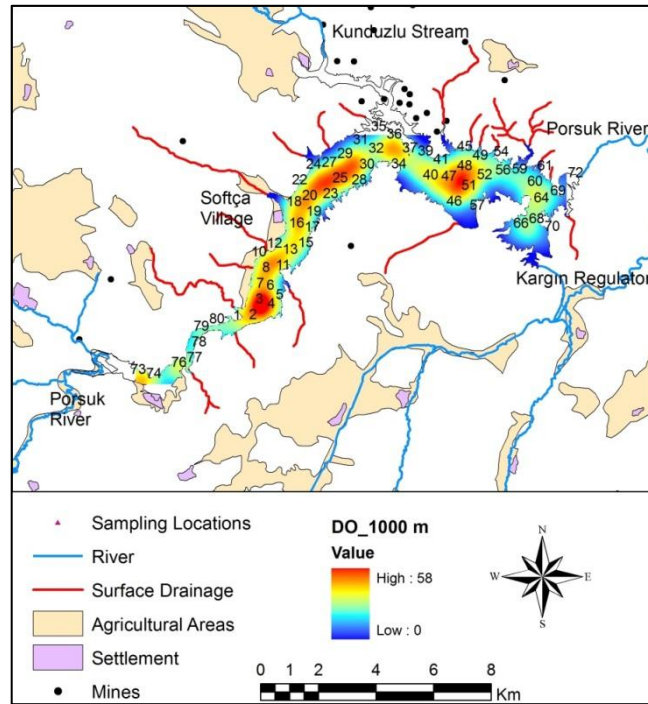 Kunduzlu Stream
Porsuk River
Softça
Village
Kargın Regulator
Porsuk
River
35 36
31 32 37 39
29 34 41 45 54
24 27 30 48 49
22 25 28 40 47 52 56 59 61
20 23 51 60 72
18 19 46 57 64 69
16 17 66 68 70
12 13 15
10 11
8
7 6
3 5
4
80 1 2
79
78
77
76
73 74
Sampling Locations
River
Surface Drainage
Agricultural Areas
Settlement
Mines
DO_1000 m
Value
High : 58
Low : 0
N
W E
S
0 1 2 4 6 8
Km